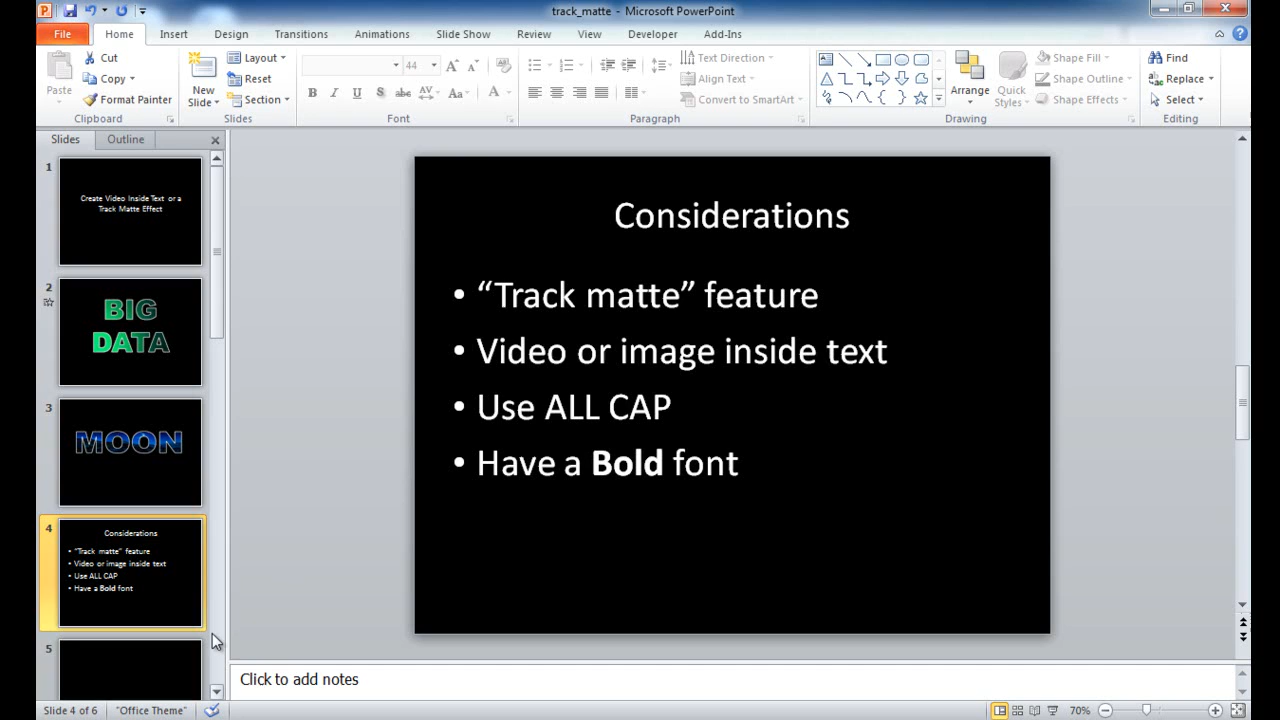 track_matte - Microsoft PowerPoint
File Home Insert Design Transitions Animations Slide Show Review View Developer Add-Ins
Paste
Cut
Copy
Format Painter
Clipboard
New
Slide
Layout
Reset
Section
Slides
44
B I U S abc AV Aa A
Font
Text Direction
Align Text
Convert to SmartArt
Paragraph
Arrange
Quick
Styles
Shape Fill
Shape Outline
Shape Effects
Drawing
Find
Replace
Select
Editing
Slides Outline
1
Create Video Inside Text or a
Track Matte Effect
2
BIG
DATA
3
MOON
4
Considerations
• “Track matte” feature
• Video or image inside text
• Use ALL CAP
• Have a Bold font
5
Considerations
• “Track matte” feature
• Video or image inside text
• Use ALL CAP
• Have a Bold font
Click to add notes
Slide 4 of 6 "Office Theme" 70%